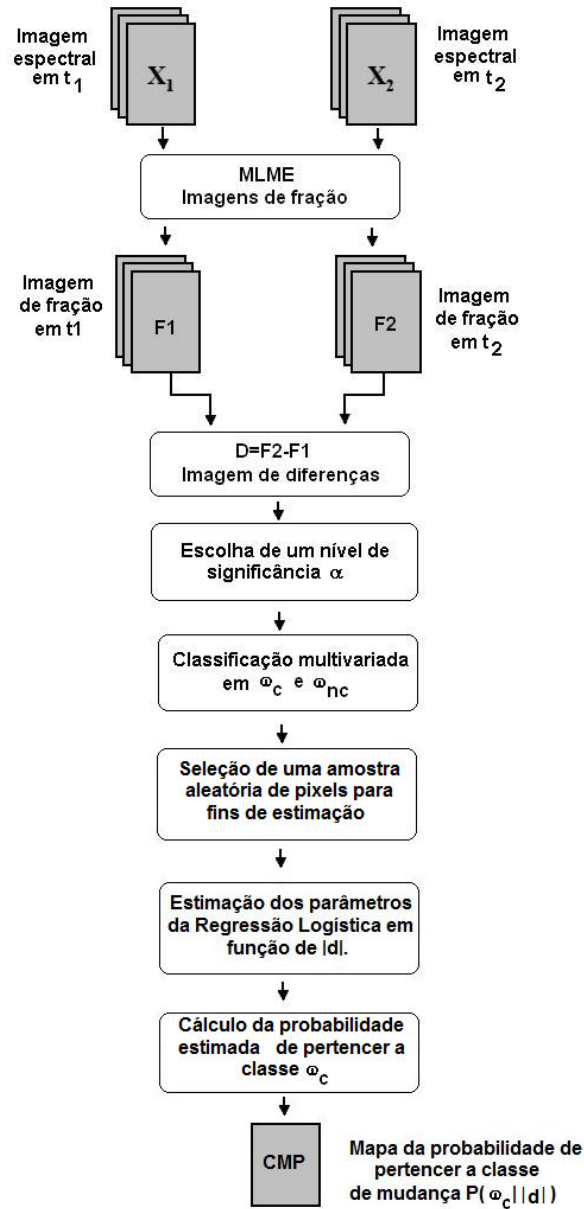 Imagem
espectral
em t1
X1
Imagem
espectral
em t2
X2
MLME
Imagens de fração
Imagem
de fração
em t1
F1
F2
Imagem
de fração
em t2
D=F2-F1
Imagem de diferenças
Escolha de um nível de
significância α
Classificação multivariada
em ωc e ωnc
Seleção de uma amostra
aleatória de pixels para
fins de estimação
Estimação dos parâmetros
da Regressão Logística em
função de |d|.
Cálculo da probabilidade
estimada de pertencer a
classe ωc
CMP
Mapa da probabilidade de
pertencer a classe
de mudança P( ωc | |d| )